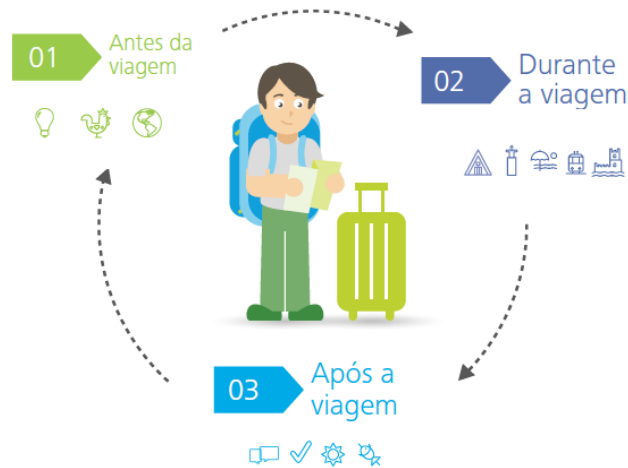 01
Antes da
viagem
02
Durante
a viagem
03
Após a
viagem